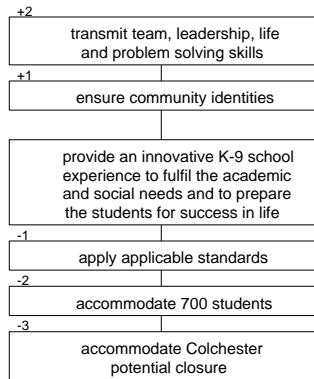 +2
transmit team, leadership, life
and problem solving skills
+1
ensure community identities
provide an innovative K-9 school
experience to fulfil the academic
and social needs and to prepare
the students for success in life
-1
apply applicable standards
-2
accommodate 700 students
-3
accommodate Colchester
potential closure